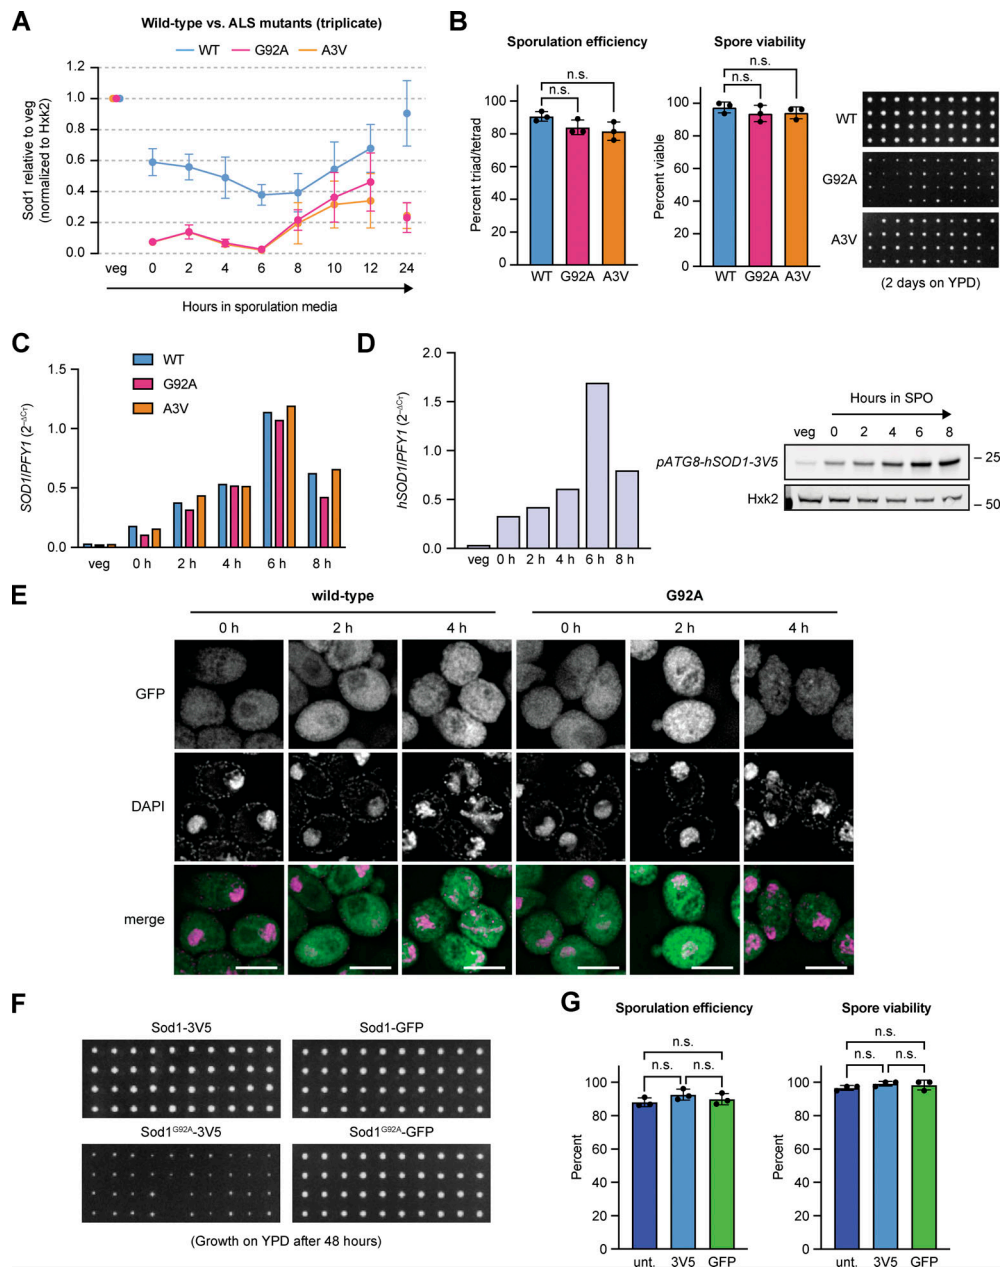 A
Wild-type vs. ALS mutants (triplicate)
WT G92A A3V
Sod1 relative to veg
(normalized to Hkk2)
1.2
1.0
0.8
0.6
0.4
0.2
0.0
veg 0 2 4 6 8 10 12 24
Hours in sporulation media
B
Sporulation efficiency
n.s.
n.s.
Percent triad/tetrad
100
80
60
40
20
0
WT G92A A3V
Spore viability
n.s.
n.s.
Percent viable
100
80
60
40
20
0
WT G92A A3V
WT
G92A
A3V
(2 days on YPD)
C
WT
G92A
A3V
SOD1/PFY1 (2^-ΔCT)
1.5
1.0
0.5
0.0
veg 0 h 2 h 4 h 6 h 8 h
D
hSOD1/PFY1 (2^-ΔCT)
2.0
1.5
1.0
0.5
0.0
veg 0 h 2 h 4 h 6 h 8 h
Hours in SPO
veg 0 2 4 6 8
pATG8-hSOD1-3V5
– 25
Hxk2
– 50
E
wild-type G92A
0 h 2 h 4 h 0 h 2 h 4 h
GFP
DAPI
merge
F
Sod1-3V5 Sod1-GFP
Sod1^G92A-3V5 Sod1^G92A-GFP
(Growth on YPD after 48 hours)
G
Sporulation efficiency
n.s.
n.s. n.s.
Percent
100
80
60
40
20
0
unt. 3V5 GFP
Spore viability
n.s.
n.s. n.s.
Percent
100
80
60
40
20
0
unt. 3V5 GFP